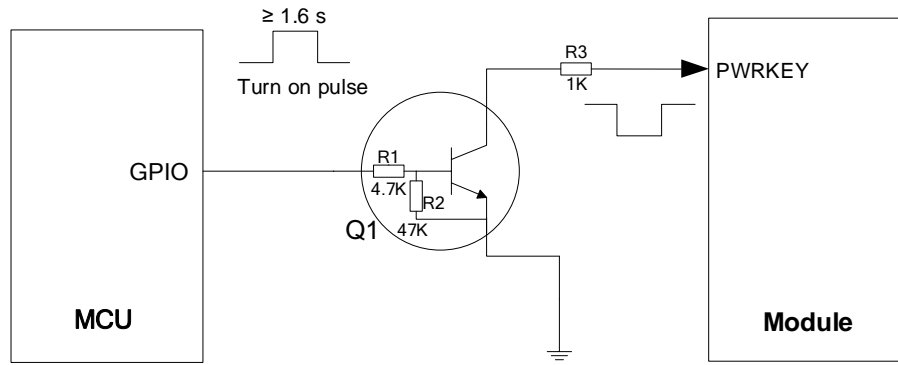 ≥ 1.6 s
Turn on pulse
R3
1K
PWRKEY
GPIO
R1
4.7K
R2
47K
Q1
MCU
Module